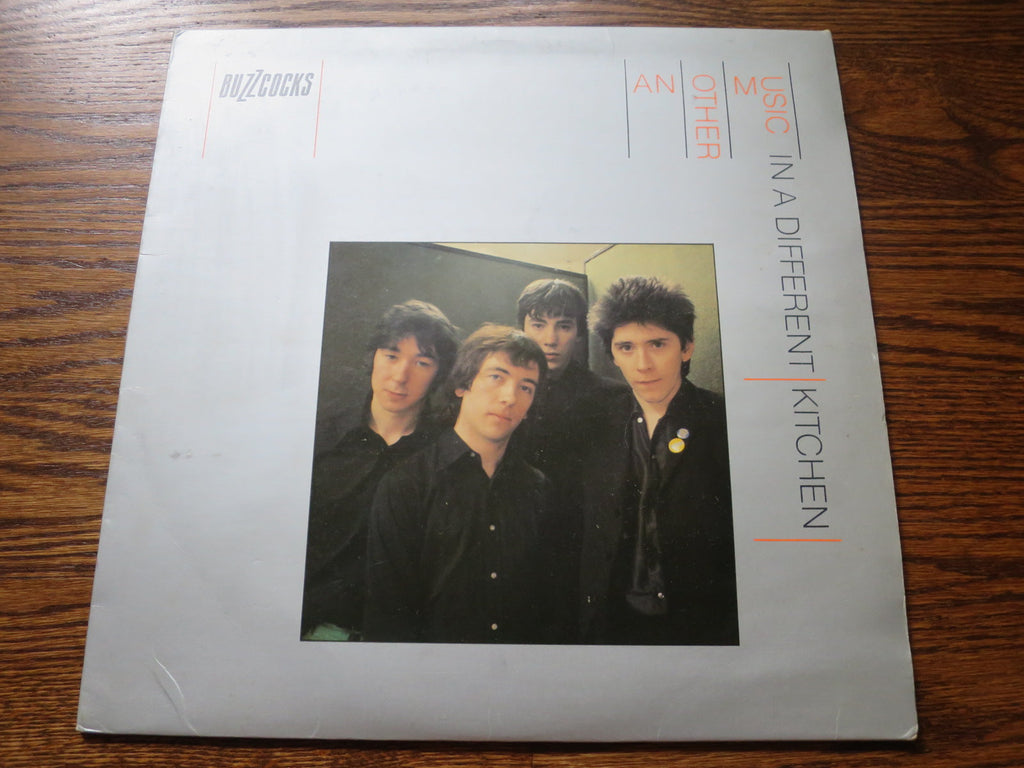 BUZZCOCKS
AN
OTHER
MUSIC IN A DIFFERENT KITCHEN